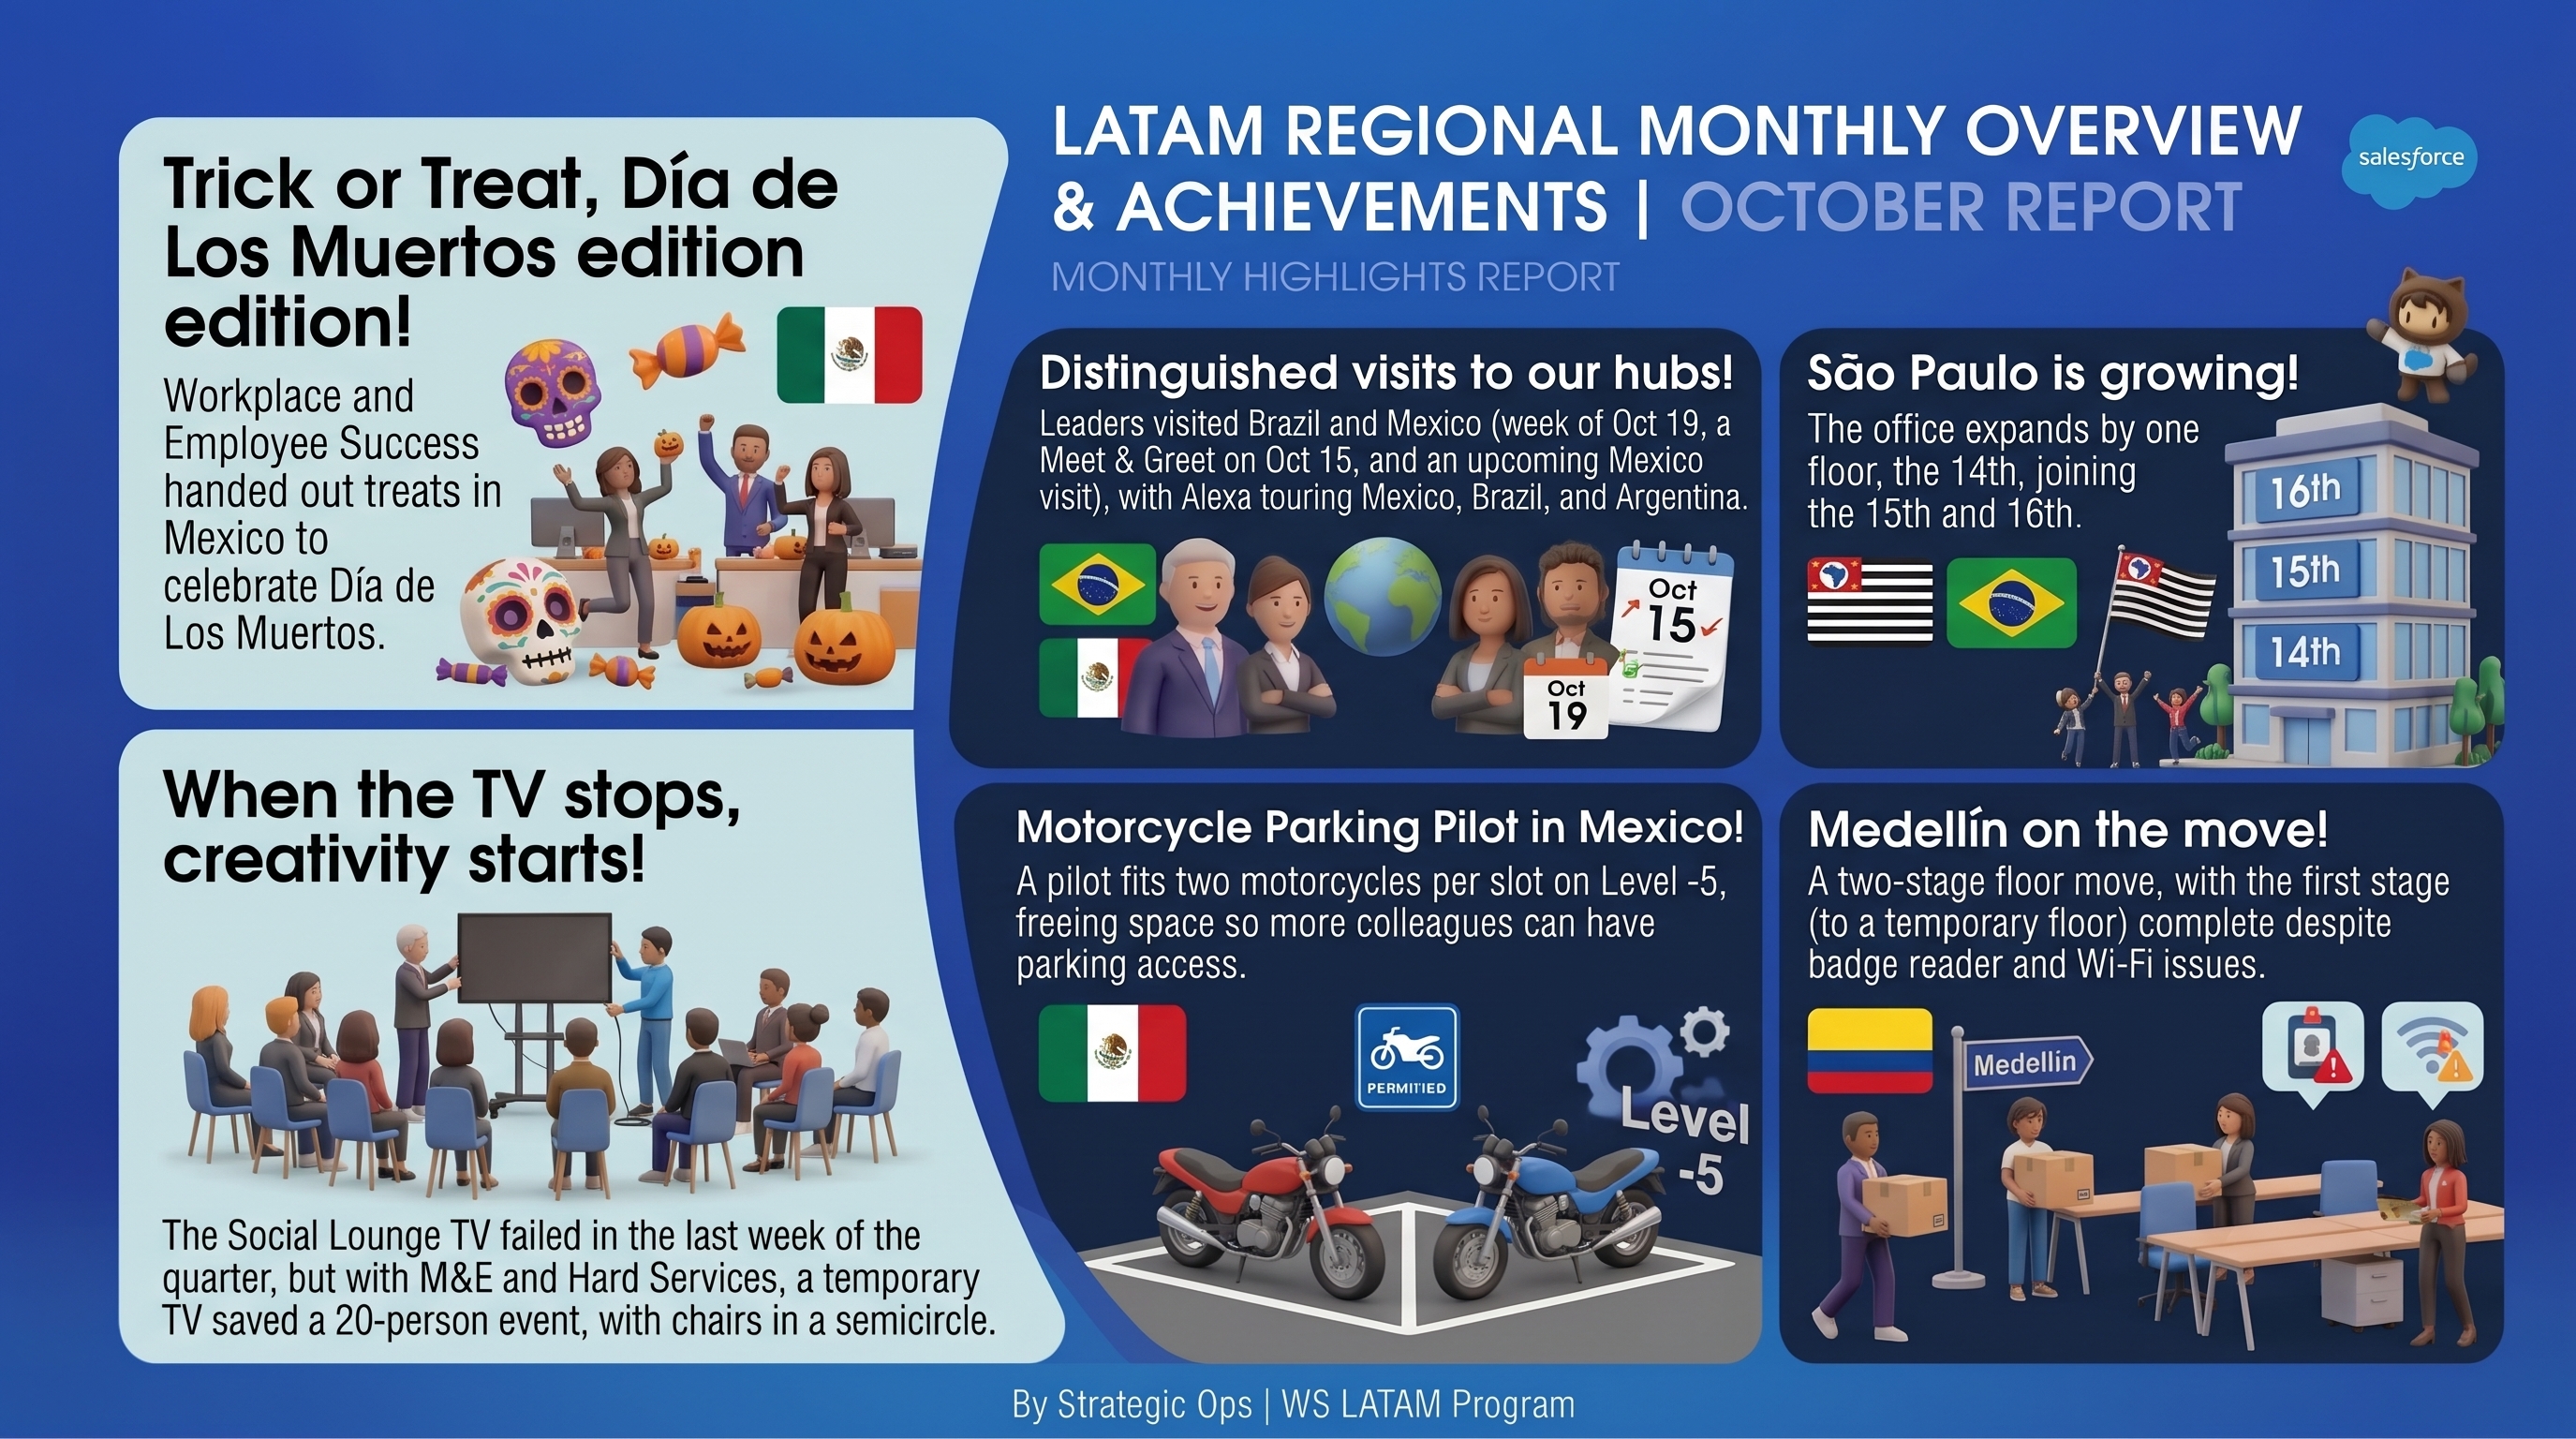 LATAM REGIONAL MONTHLY OVERVIEW
& ACHIEVEMENTS | OCTOBER REPORT
MONTHLY HIGHLIGHTS REPORT
salesforce
Trick or Treat, Día de
Los Muertos edition
edition!
Workplace and
Employee Success
handed out treats in
Mexico to
celebrate Día de
Los Muertos.
When the TV stops,
creativity starts!
The Social Lounge TV failed in the last week of the
quarter, but with M&E and Hard Services, a temporary
TV saved a 20-person event, with chairs in a semicircle.
Distinguished visits to our hubs!
Leaders visited Brazil and Mexico (week of Oct 19, a
Meet & Greet on Oct 15, and an upcoming Mexico
visit), with Alexa touring Mexico, Brazil, and Argentina.
Oct
15
Oct
19
São Paulo is growing!
The office expands by one
floor, the 14th, joining
the 15th and 16th.
16th
15th
14th
Motorcycle Parking Pilot in Mexico!
A pilot fits two motorcycles per slot on Level -5,
freeing space so more colleagues can have
parking access.
PERMITIED
Level
-5
Medellín on the move!
A two-stage floor move, with the first stage
(to a temporary floor) complete despite
badge reader and Wi-Fi issues.
Medellin
By Strategic Ops | WS LATAM Program